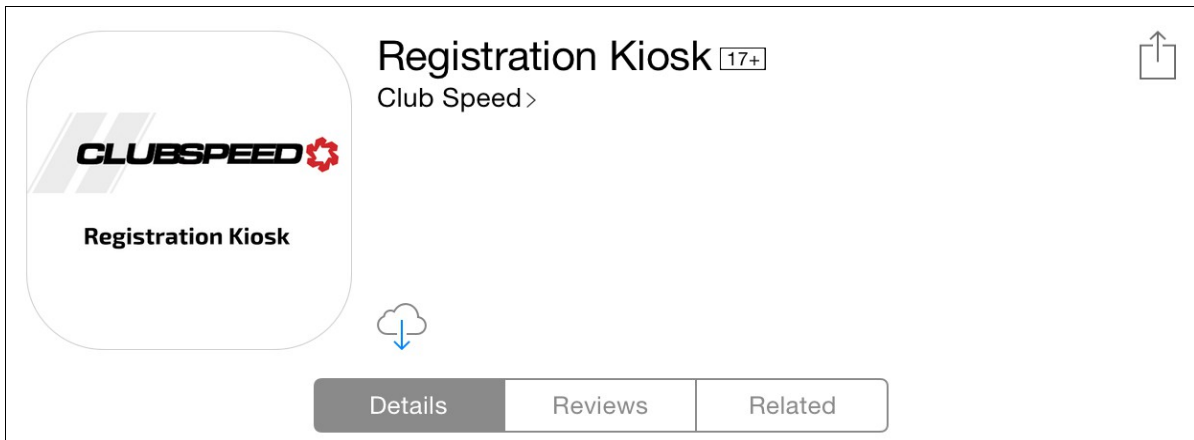 Registration Kiosk 17+
Club Speed >
CLUBSPEED
Registration Kiosk
Details
Reviews
Related